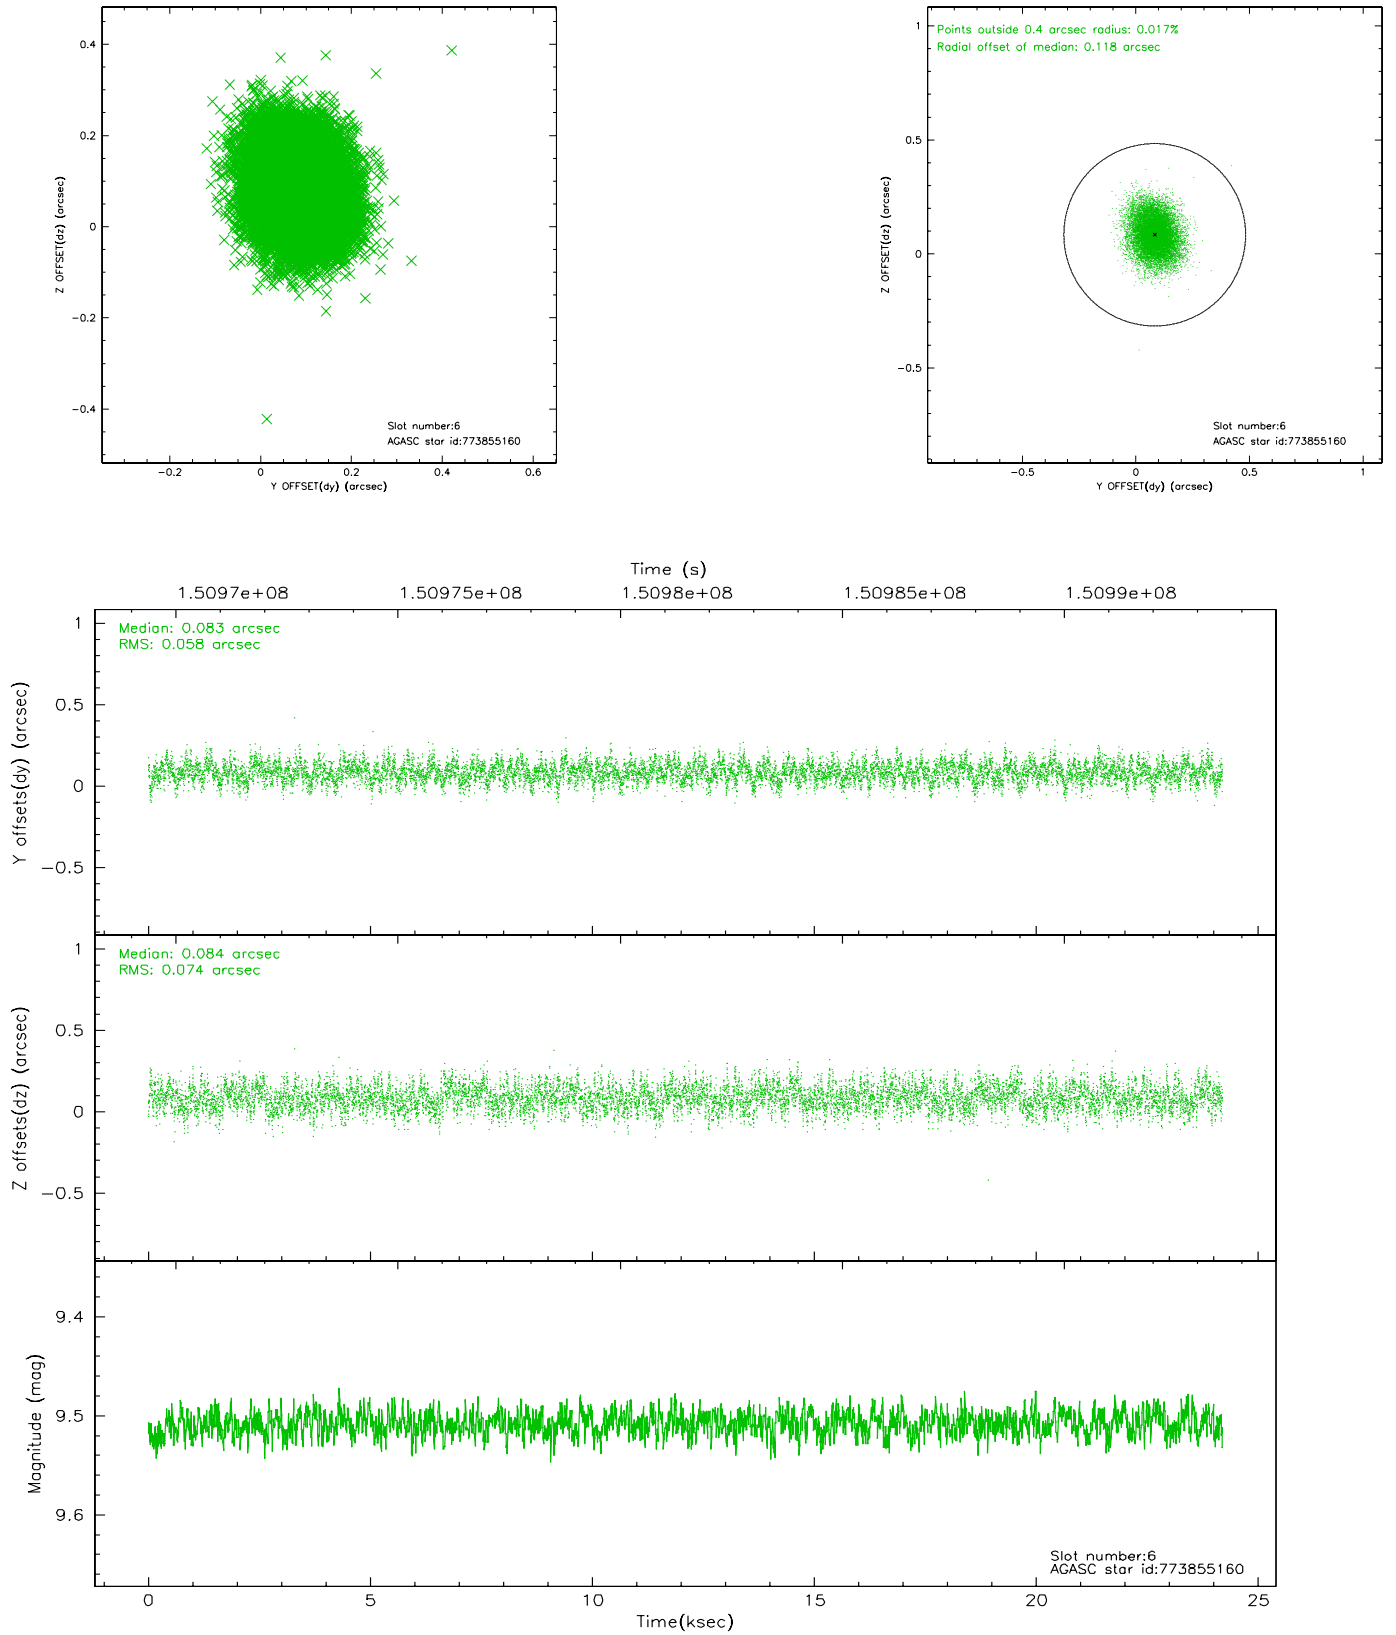 0.4
0.2
0
−0.2
−0.4
Z OFFSET(dz) (arcsec)
Slot number:6
AGASC star id:773855160
−0.2
0
0.2
0.4
0.6
Y OFFSET(dy) (arcsec)
Points outside 0.4 arcsec radius: 0.017%
Radial offset of median: 0.118 arcsec
1
0.5
0
−0.5
Z OFFSET(dz) (arcsec)
Slot number:6
AGASC star id:773855160
−0.5
0
0.5
1
Y OFFSET(dy) (arcsec)
Time (s)
1.5097e+08
1.50975e+08
1.5098e+08
1.50985e+08
1.5099e+08
Median: 0.083 arcsec
RMS: 0.058 arcsec
1
0.5
0
−0.5
Y offsets(dy) (arcsec)
Median: 0.084 arcsec
RMS: 0.074 arcsec
1
0.5
0
−0.5
Z offsets(dz) (arcsec)
9.4
9.5
9.6
Magnitude (mag)
Slot number:6
AGASC star id:773855160
0
5
10
15
20
25
Time(ksec)